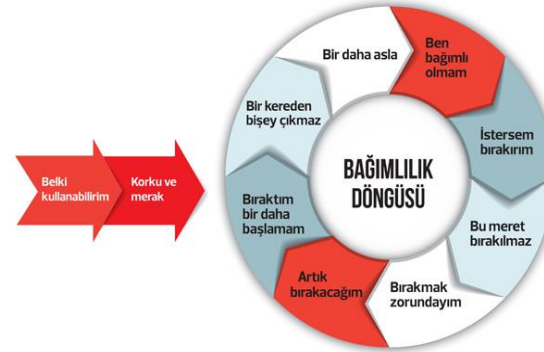 Belki
kullanabilirim
Korku ve
merak
BAĞIMLILIK
DÖNGÜSÜ
Bir daha asla
Ben
bağımlı
olmam
İstersem
bırakırım
Bu meret
bırakılmaz
Bırakmak
zorundayım
Artık
bırakacağım
Bıraktım
bir daha
başlamam
Bir kereden
bişey çıkmaz